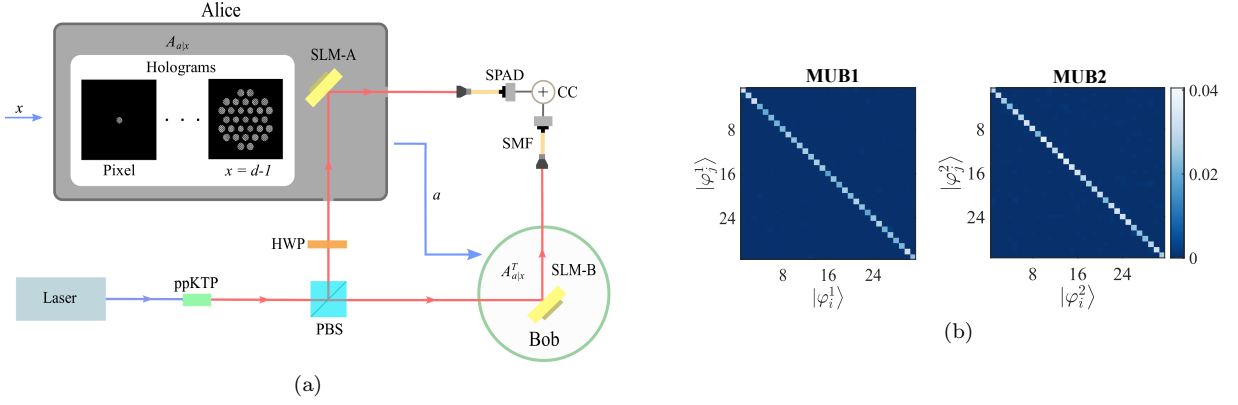 Alice
A_{a|x}
Holograms
x
Pixel
. . .
x = d-1
SLM-A
SPAD
CC
SMF
a
HWP
A^T_{a|x}
SLM-B
Bob
Laser
ppKTP
PBS
(a)
MUB1
|φ^1_j⟩
8
16
24
8 16 24
|φ^1_i⟩
MUB2
|φ^2_j⟩
8
16
24
8 16 24
|φ^2_i⟩
0.04
0.02
0
(b)